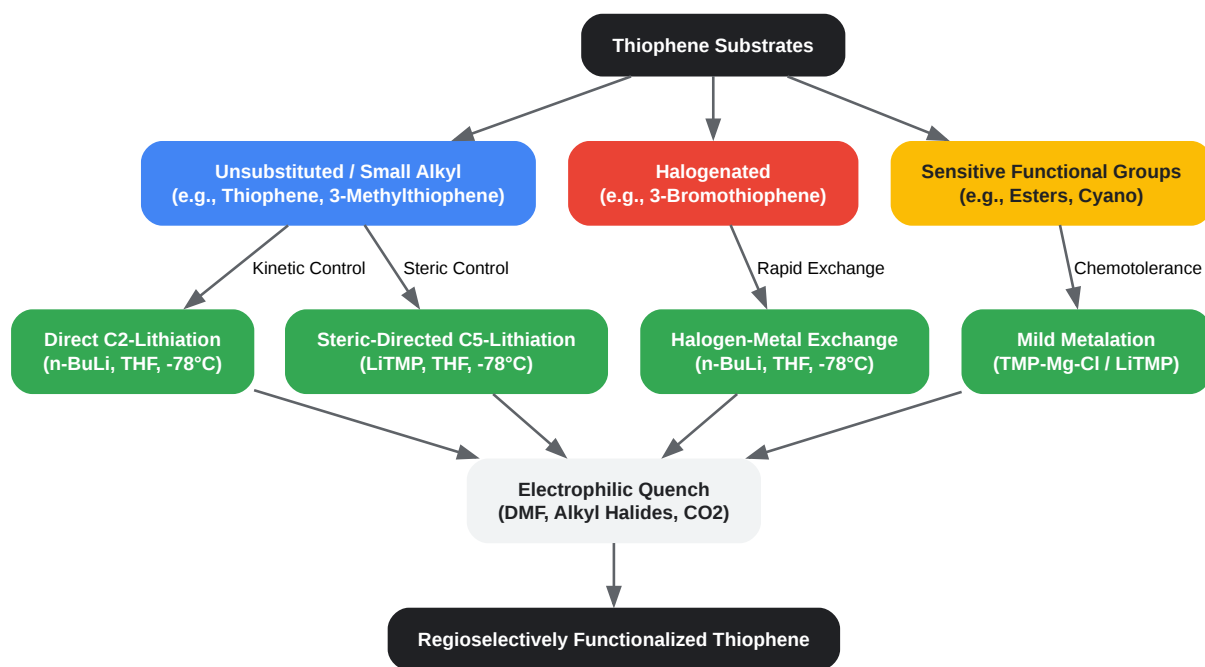 Thiophene Substrates
Unsubstituted / Small Alkyl
(e.g., Thiophene, 3-Methylthiophene)
Halogenated
(e.g., 3-Bromothiophene)
Sensitive Functional Groups
(e.g., Esters, Cyano)
Kinetic Control
Steric Control
Rapid Exchange
Chemotolerance
Direct C2-Lithiation
(n-BuLi, THF, -78°C)
Steric-Directed C5-Lithiation
(LiTMP, THF, -78°C)
Halogen-Metal Exchange
(n-BuLi, THF, -78°C)
Mild Metalation
(TMP-Mg-Cl / LiTMP)
Electrophilic Quench
(DMF, Alkyl Halides, CO2)
Regioselectively Functionalized Thiophene